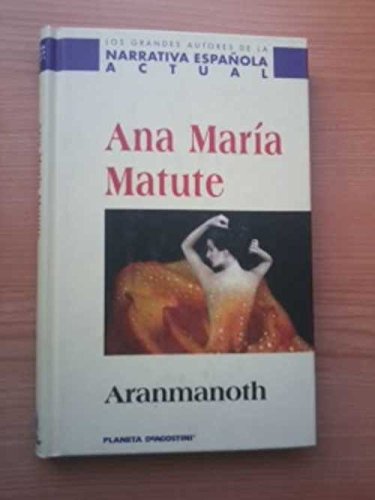 LOS GRANDES AUTORES DE LA
NARRATIVA ESPAÑOLA
ACTUAL
Ana María
Matute
Aranmanoth
PLANETA DEAGOSTINI